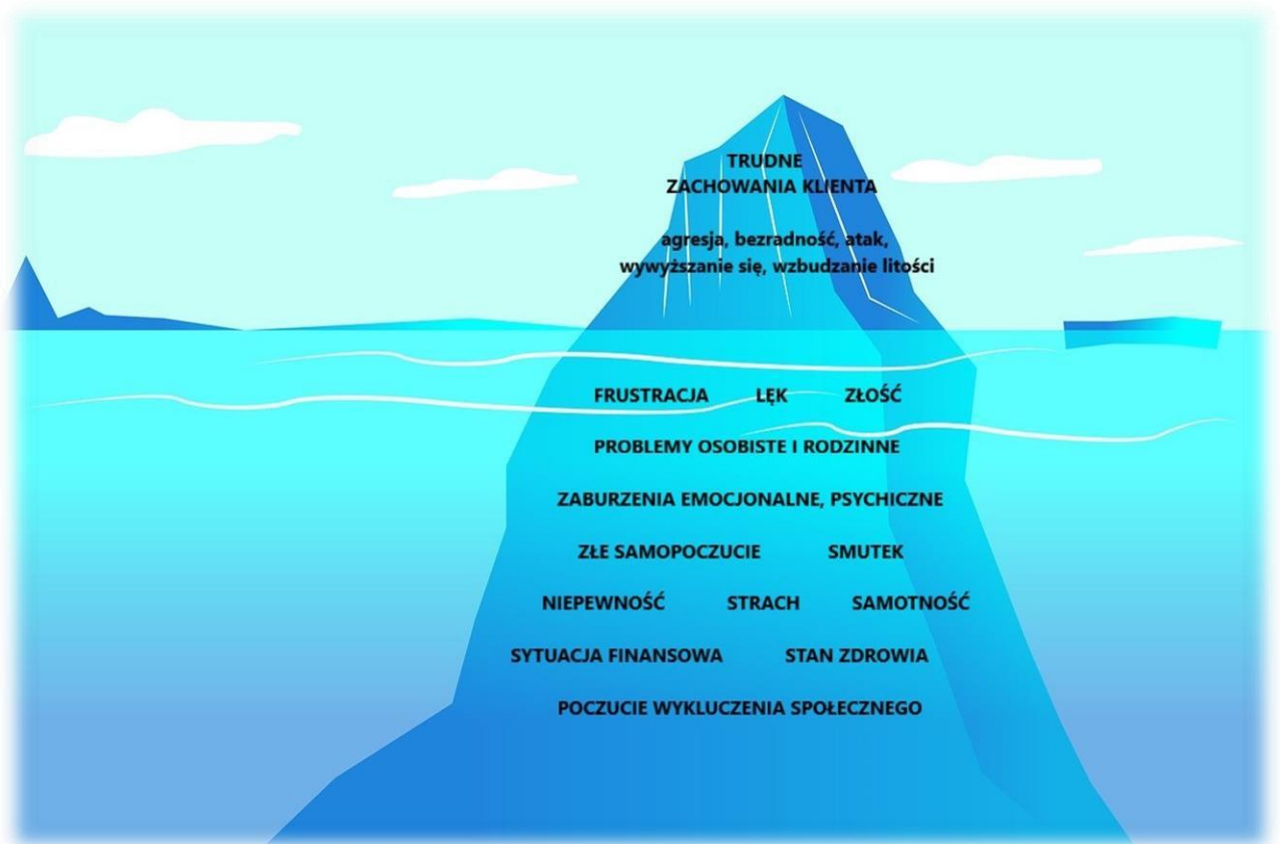 TRUDNE
ZACHOWANIA KLIENTA
agresja, bezradność, atak,
wywyższanie się, wzbudzanie litości
FRUSTRACJA LĘK ZŁOŚĆ
PROBLEMY OSOBISTE I RODZINNE
ZABURZENIA EMOCJONALNE, PSYCHICZNE
ZŁE SAMOPOCZUCIE SMUTEK
NIEPEWNOŚĆ STRACH SAMOTNOŚĆ
SYTUACJA FINANSOWA STAN ZDROWIA
POCZUCIE WYKLUCZENIA SPOŁECZNEGO